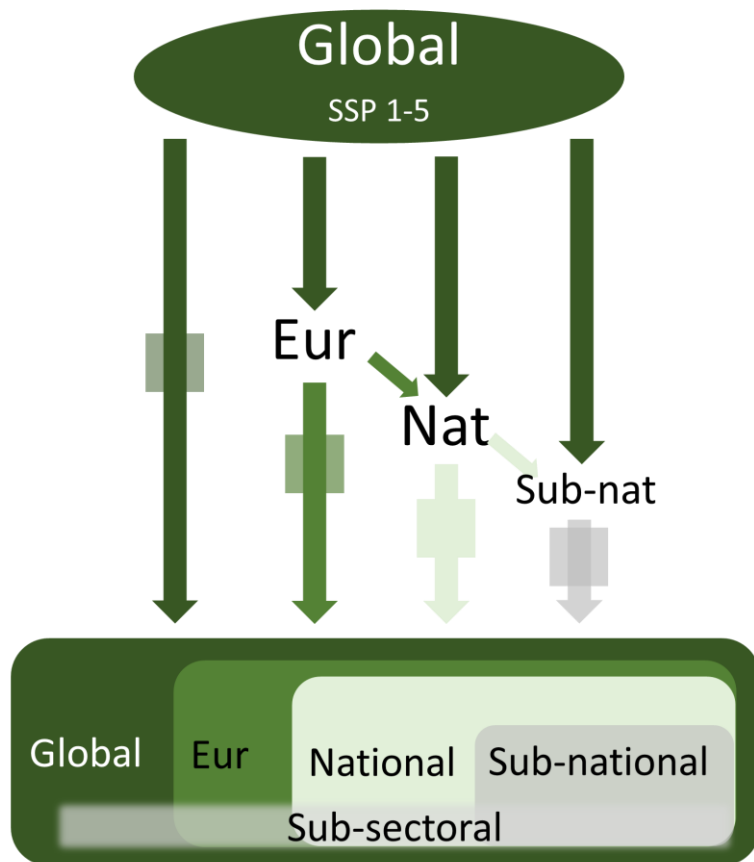 Global
SSP 1-5
Eur
Nat
Sub-nat
Global
Eur
National
Sub-national
Sub-sectoral